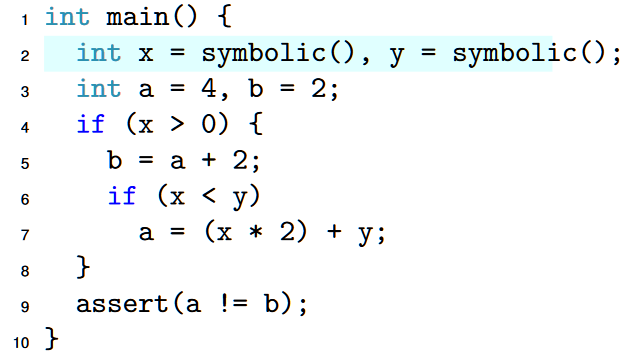 1 int main() {
2 int x = symbolic(), y = symbolic();
3 int a = 4, b = 2;
4 if (x > 0) {
5 b = a + 2;
6 if (x < y)
7 a = (x * 2) + y;
8 }
9 assert(a != b);
10 }